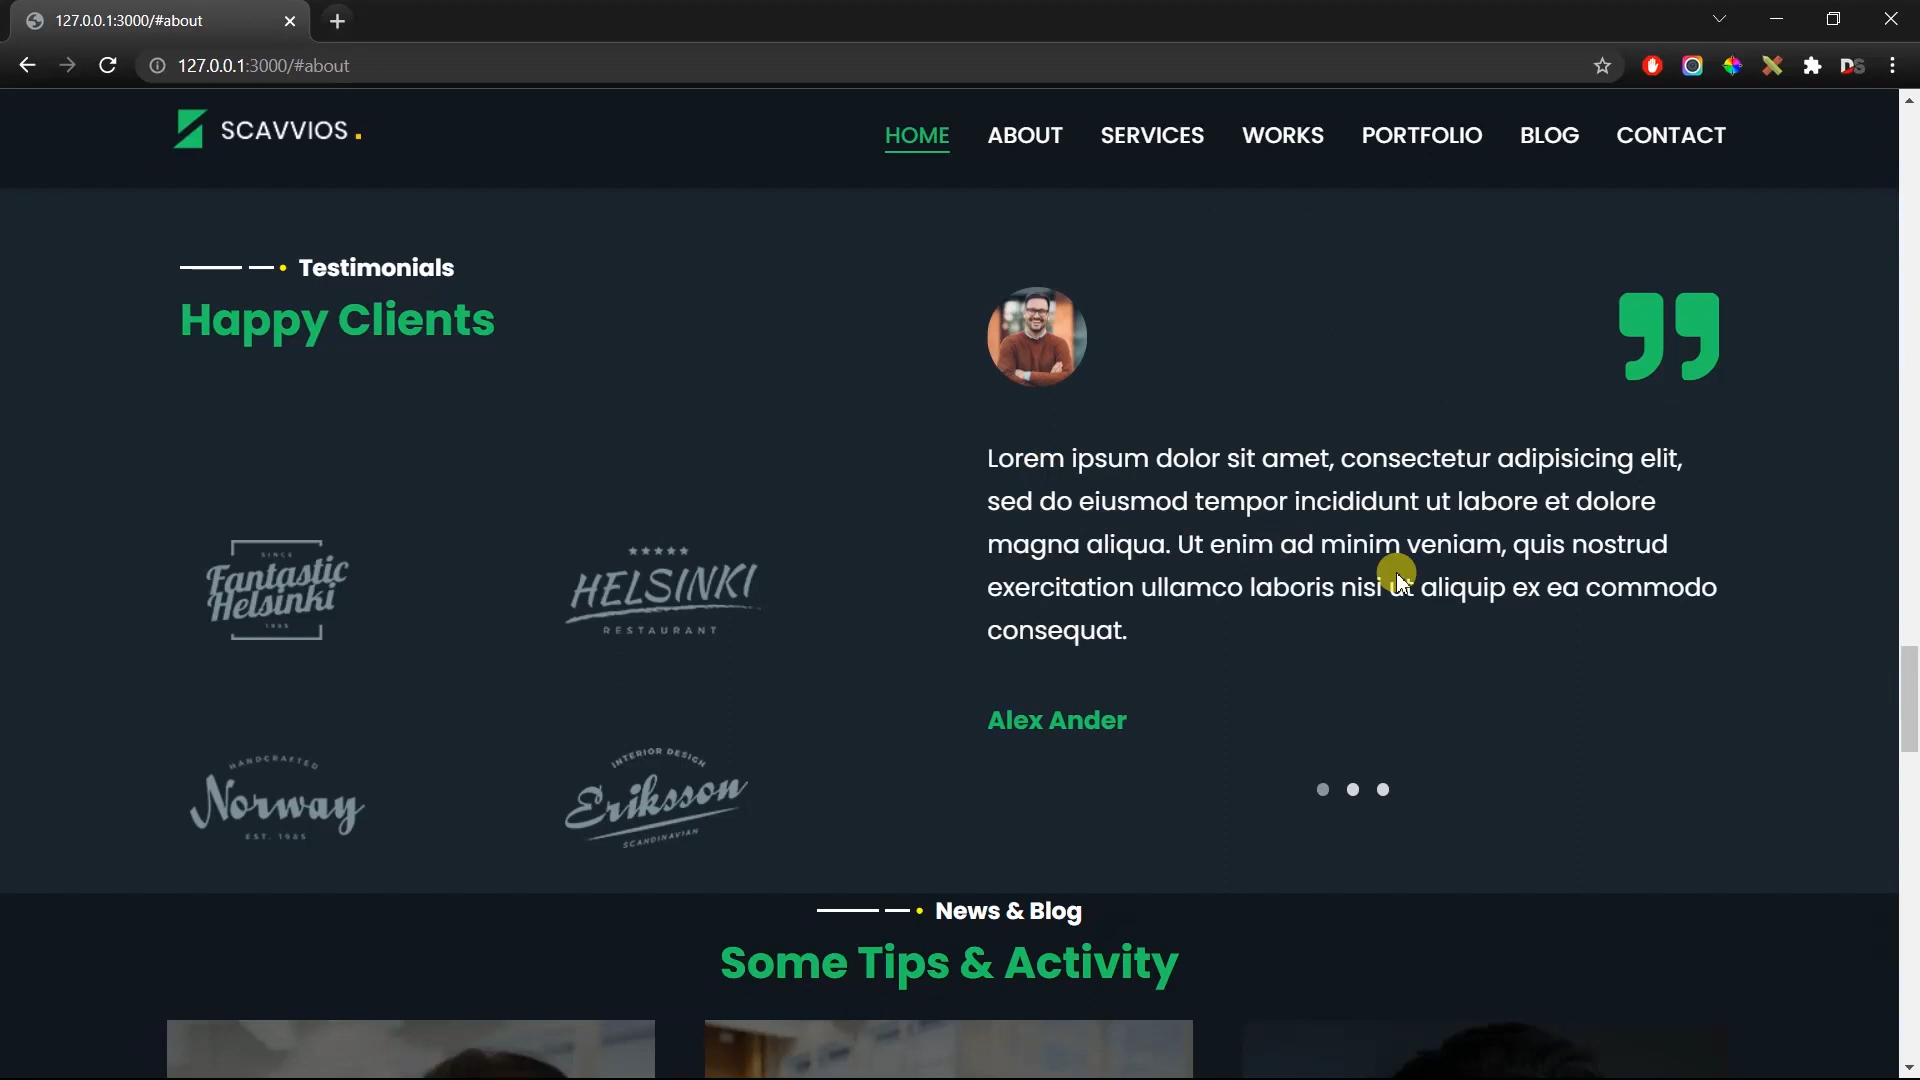 127.0.0.1:3000/#about
127.0.0.1:3000/#about
DS
SCAVVIOS.
HOME ABOUT SERVICES WORKS PORTFOLIO BLOG CONTACT
Testimonials
Happy Clients
SINCE
Fantastic
Helsinki
1985
HELSINKI
RESTAURANT
HANDCRAFTED
Norway
EST. 1985
INTERIOR DESIGN
Eriksson
SCANDINAVIAN
Lorem ipsum dolor sit amet, consectetur adipisicing elit,
sed do eiusmod tempor incididunt ut labore et dolore
magna aliqua. Ut enim ad minim veniam, quis nostrud
exercitation ullamco laboris nisi ut aliquip ex ea commodo
consequat.
Alex Ander
News & Blog
Some Tips & Activity